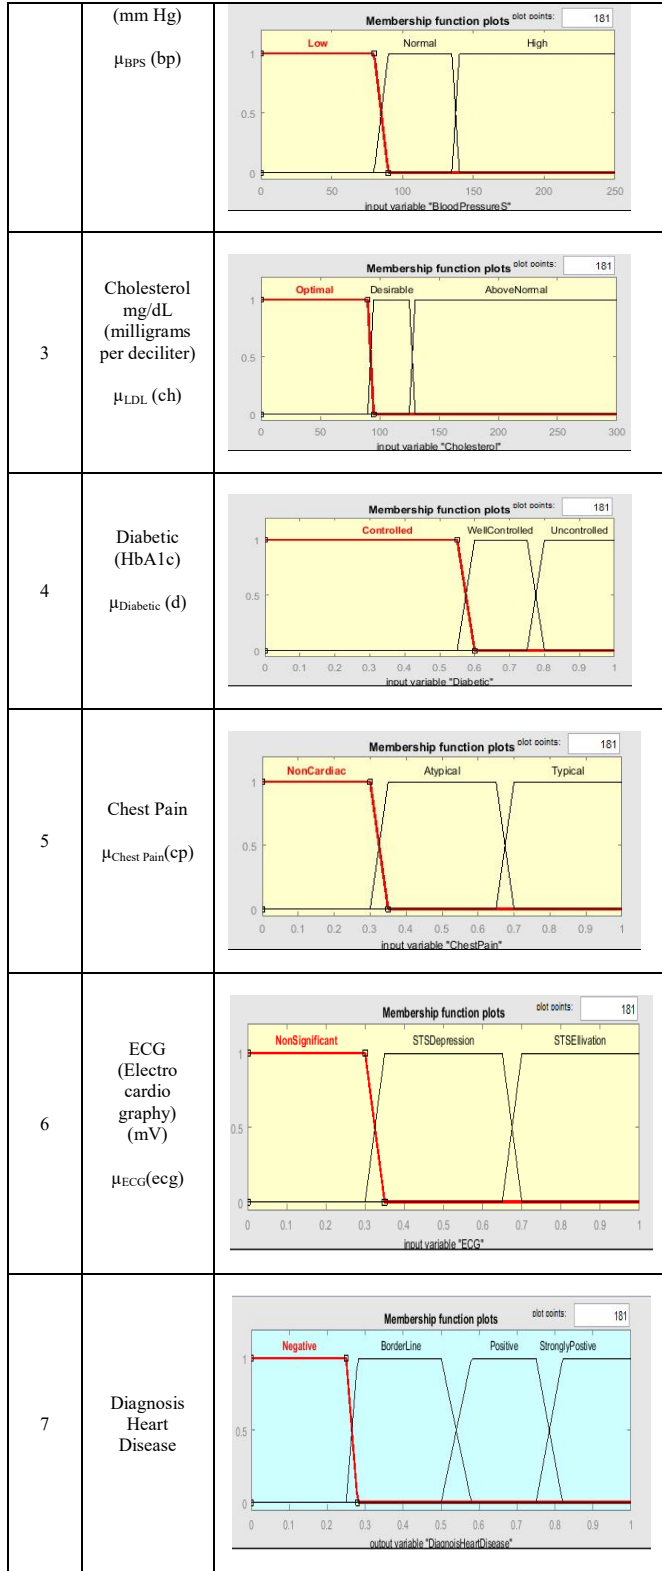 (mm Hg)
µBPS (bp)
Membership function plots plot points: 181
Low Normal High
1
0.5
0
0 50 100 150 200 250
input variable "BloodPressureS"
3
Cholesterol
mg/dL
(milligrams
per deciliter)
µLDL (ch)
Membership function plots plot points: 181
Optimal Desirable AboveNormal
1
0.5
0
0 50 100 150 200 250 300
input variable "Cholesterol"
4
Diabetic
(HbA1c)
µDiabetic (d)
Membership function plots plot points: 181
Controlled WellControlled Uncontrolled
1
0.5
0
0 0.1 0.2 0.3 0.4 0.5 0.6 0.7 0.8 0.9 1
input variable "Diabetic"
5
Chest Pain
µChest Pain(cp)
Membership function plots plot points: 181
NonCardiac Atypical Typical
1
0.5
0
0 0.1 0.2 0.3 0.4 0.5 0.6 0.7 0.8 0.9 1
input variable "ChestPain"
6
ECG
(Electro
cardio
graphy)
(mV)
µECG(ecg)
Membership function plots plot points: 181
NonSignificant STSDepression STSEllivation
1
0.5
0
0 0.1 0.2 0.3 0.4 0.5 0.6 0.7 0.8 0.9 1
input variable "ECG"
7
Diagnosis
Heart
Disease
Membership function plots plot points: 181
Negative BorderLine Positive StronglyPostive
1
0.5
0
0 0.1 0.2 0.3 0.4 0.5 0.6 0.7 0.8 0.9 1
output variable "DiagnoisHeartDisease"